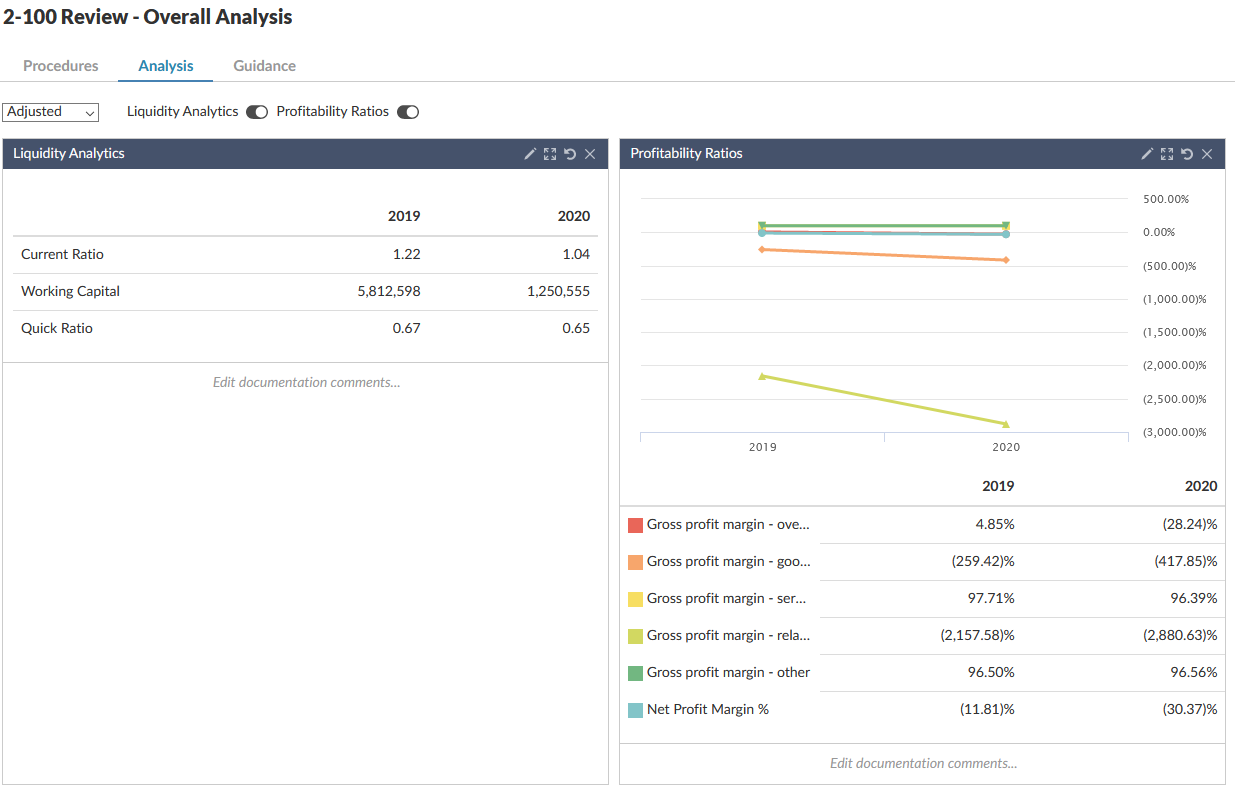 2-100 Review - Overall Analysis
Procedures Analysis Guidance
Adjusted Liquidity Analytics Profitability Ratios
Liquidity Analytics
2019 2020
Current Ratio 1.22 1.04
Working Capital 5,812,598 1,250,555
Quick Ratio 0.67 0.65
Edit documentation comments...
Profitability Ratios
500.00%
0.00%
(500.00)%
(1,000.00)%
(1,500.00)%
(2,000.00)%
(2,500.00)%
(3,000.00)%
2019 2020
2019 2020
Gross profit margin - ove... 4.85% (28.24)%
Gross profit margin - goo... (259.42)% (417.85)%
Gross profit margin - ser... 97.71% 96.39%
Gross profit margin - rela... (2,157.58)% (2,880.63)%
Gross profit margin - other 96.50% 96.56%
Net Profit Margin % (11.81)% (30.37)%
Edit documentation comments...